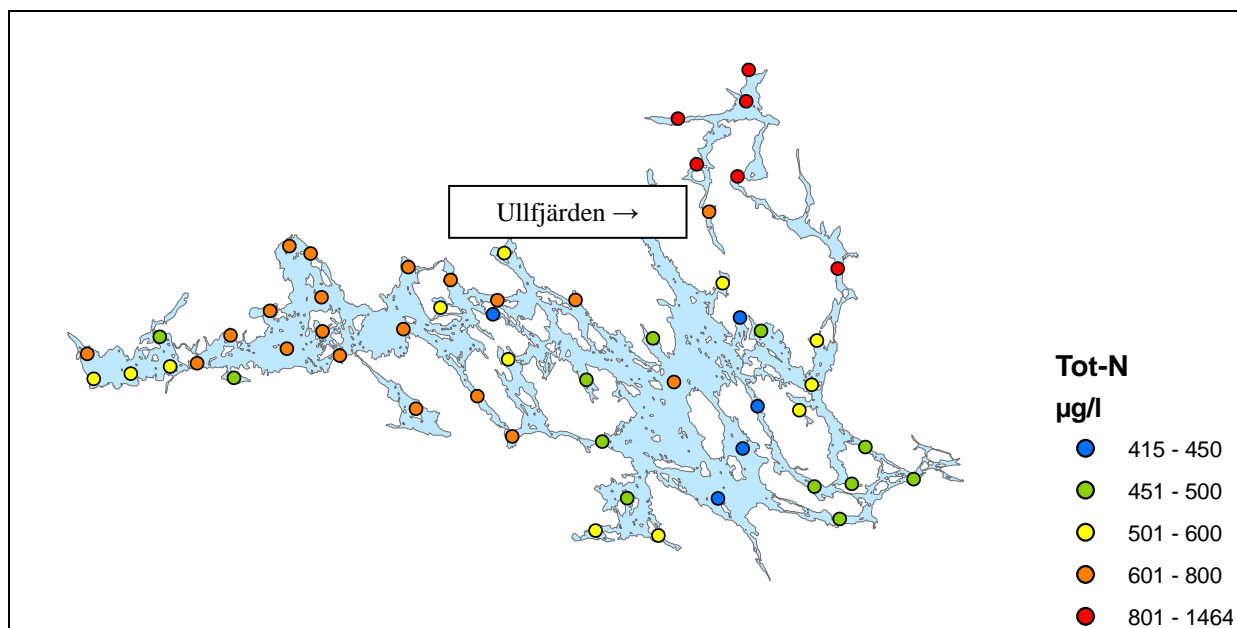 Ullfjärden →
Tot-N
µg/l
415 - 450
451 - 500
501 - 600
601 - 800
801 - 1464